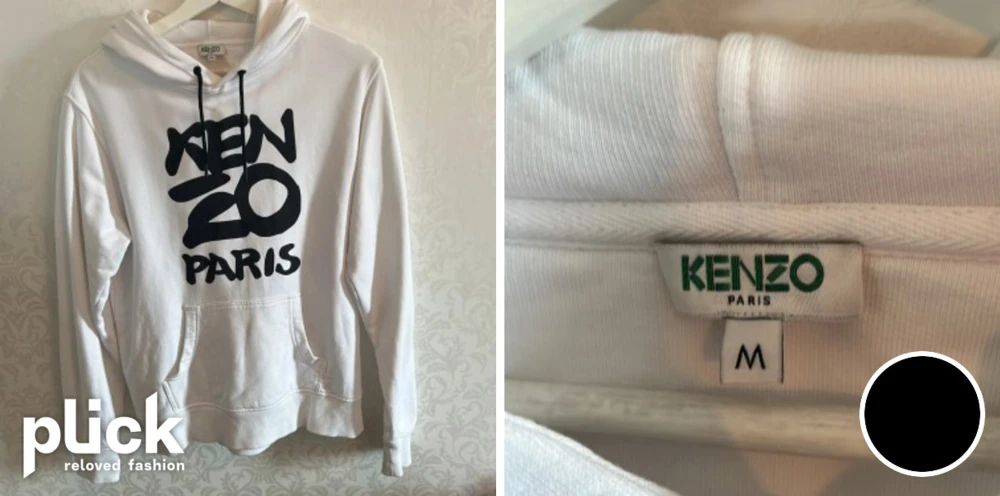 KENZO
KEN
ZO
PARIS
plick
reloved fashion
KENZO
PARIS
M